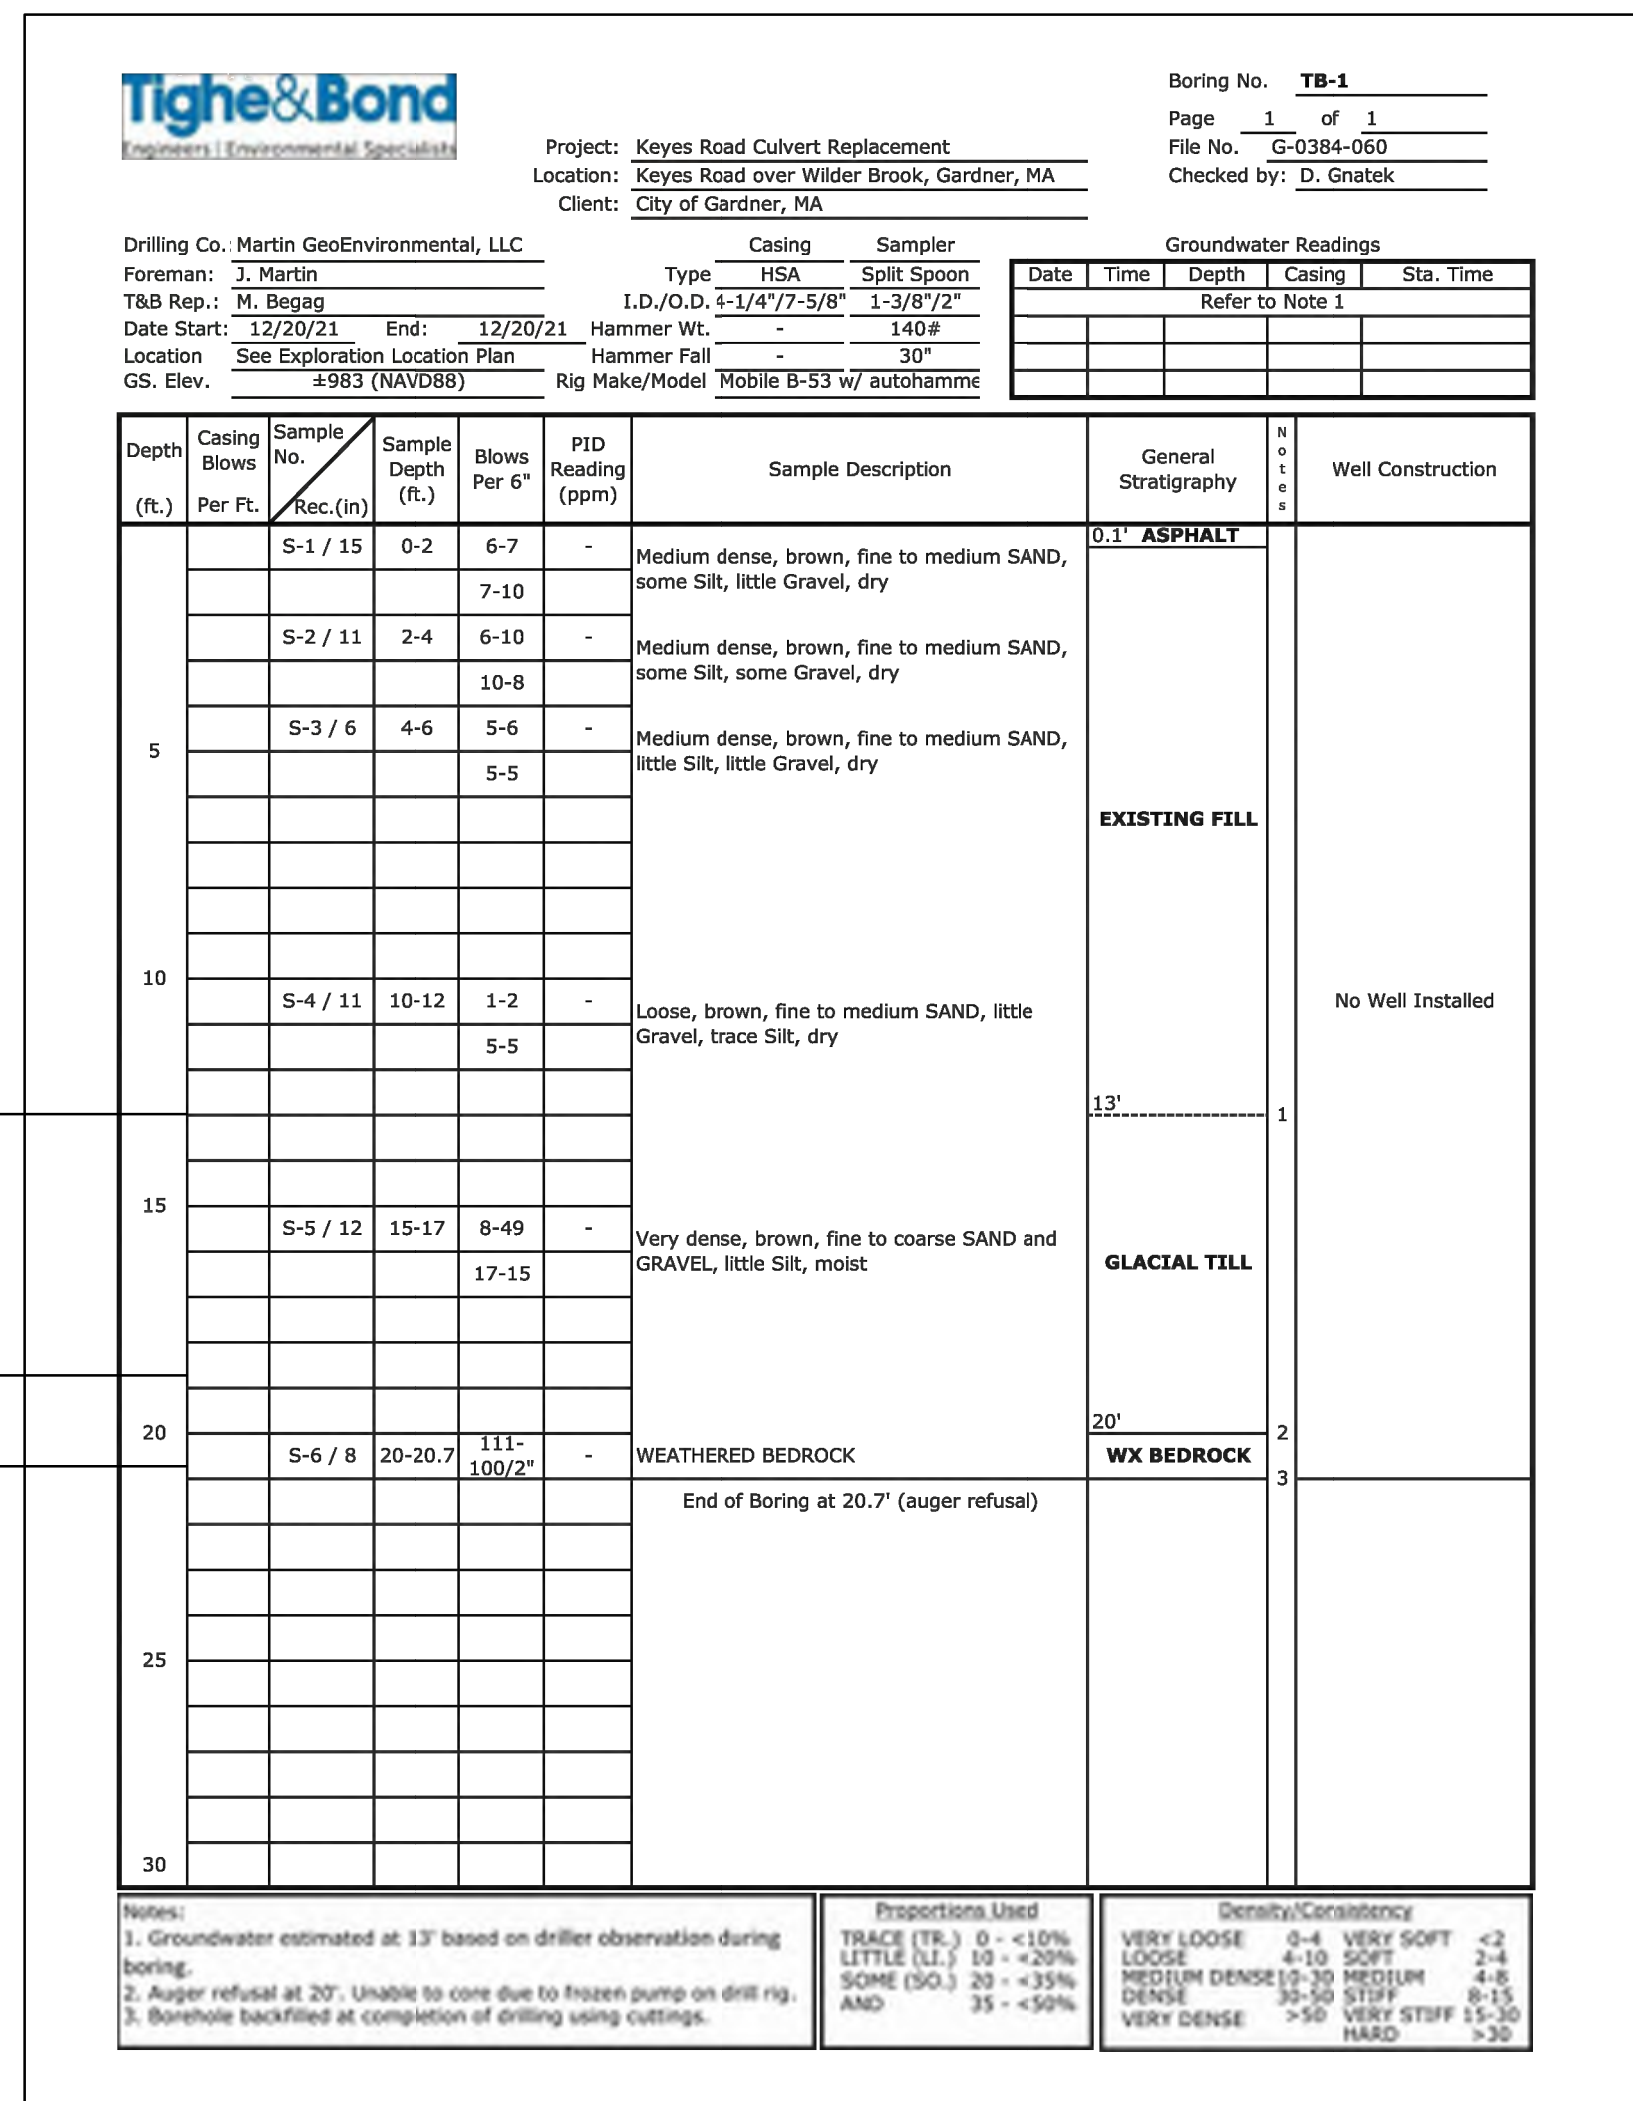 Tighe&Bond
Engineers | Environmental Specialists
Boring No. TB-1
Page 1 of 1
Project: Keyes Road Culvert Replacement
File No. G-0384-060
Location: Keyes Road over Wilder Brook, Gardner, MA
Checked by: D. Gnatek
Client: City of Gardner, MA
Drilling Co.: Martin GeoEnvironmental, LLC Casing Sampler Groundwater Readings
Foreman: J. Martin Type HSA Split Spoon Date Time Depth Casing Sta. Time
T&B Rep.: M. Begag I.D./O.D. 4-1/4"/7-5/8" 1-3/8"/2" Refer to Note 1
Date Start: 12/20/21 End: 12/20/21 Hammer Wt. - 140#
Location See Exploration Location Plan Hammer Fall - 30"
GS. Elev. ±983 (NAVD88) Rig Make/Model Mobile B-53 w/ autohamme
Depth (ft.)
Casing Blows Per Ft.
Sample No. Rec.(in)
Sample Depth (ft.)
Blows Per 6"
PID Reading (ppm)
Sample Description
General Stratigraphy
Notes
Well Construction
0.1' ASPHALT
S-1 / 15 0-2 6-7 - Medium dense, brown, fine to medium SAND,
some Silt, little Gravel, dry
7-10
S-2 / 11 2-4 6-10 - Medium dense, brown, fine to medium SAND,
some Silt, some Gravel, dry
10-8
S-3 / 6 4-6 5-6 - Medium dense, brown, fine to medium SAND,
5 little Silt, little Gravel, dry
5-5
EXISTING FILL
10
S-4 / 11 10-12 1-2 - Loose, brown, fine to medium SAND, little No Well Installed
Gravel, trace Silt, dry
5-5
13'
1
15
S-5 / 12 15-17 8-49 - Very dense, brown, fine to coarse SAND and
GRAVEL, little Silt, moist GLACIAL TILL
17-15
20'
20 2
S-6 / 8 20-20.7 111-100/2" - WEATHERED BEDROCK WX BEDROCK
3
End of Boring at 20.7' (auger refusal)
25
30
Notes:
1. Groundwater estimated at 13' based on driller observation during
boring.
2. Auger refusal at 20'. Unable to core due to frozen pump on drill rig.
3. Borehole backfilled at completion of drilling using cuttings.
Proportions Used
TRACE (TR.) 0 - <10%
LITTLE (LI.) 10 - <20%
SOME (SO.) 20 - <35%
AND 35 - <50%
Density/Consistency
VERY LOOSE 0-4 VERY SOFT <2
LOOSE 4-10 SOFT 2-4
MEDIUM DENSE 10-30 MEDIUM 4-8
DENSE 30-50 STIFF 8-15
VERY DENSE >50 VERY STIFF 15-30
HARD >30